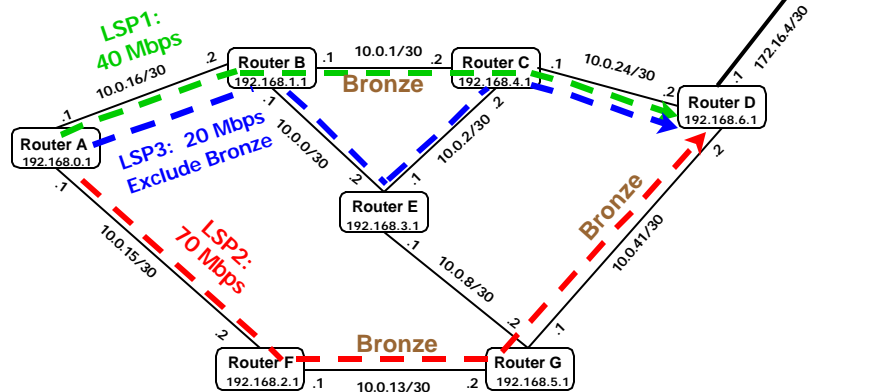 LSP1:
40 Mbps
172.16.4/30
.2
Router B
192.168.1.1
.1
10.0.1/30
.2
Router C
192.168.4.1
.1
10.0.24/30
.2
.1
10.0.16/30
Bronze
Router D
192.168.6.1
.1
Router A
192.168.0.1
LSP3: 20 Mbps
Exclude Bronze
.1
10.0.0/30
.2
.2
10.0.2/30
.1
.2
.1
Router E
192.168.3.1
Bronze
LSP2:
70 Mbps
10.0.15/30
.1
10.0.8/30
10.0.41/30
.2
.2
.1
Router F
192.168.2.1
Bronze
Router G
192.168.5.1
.1
10.0.13/30
.2